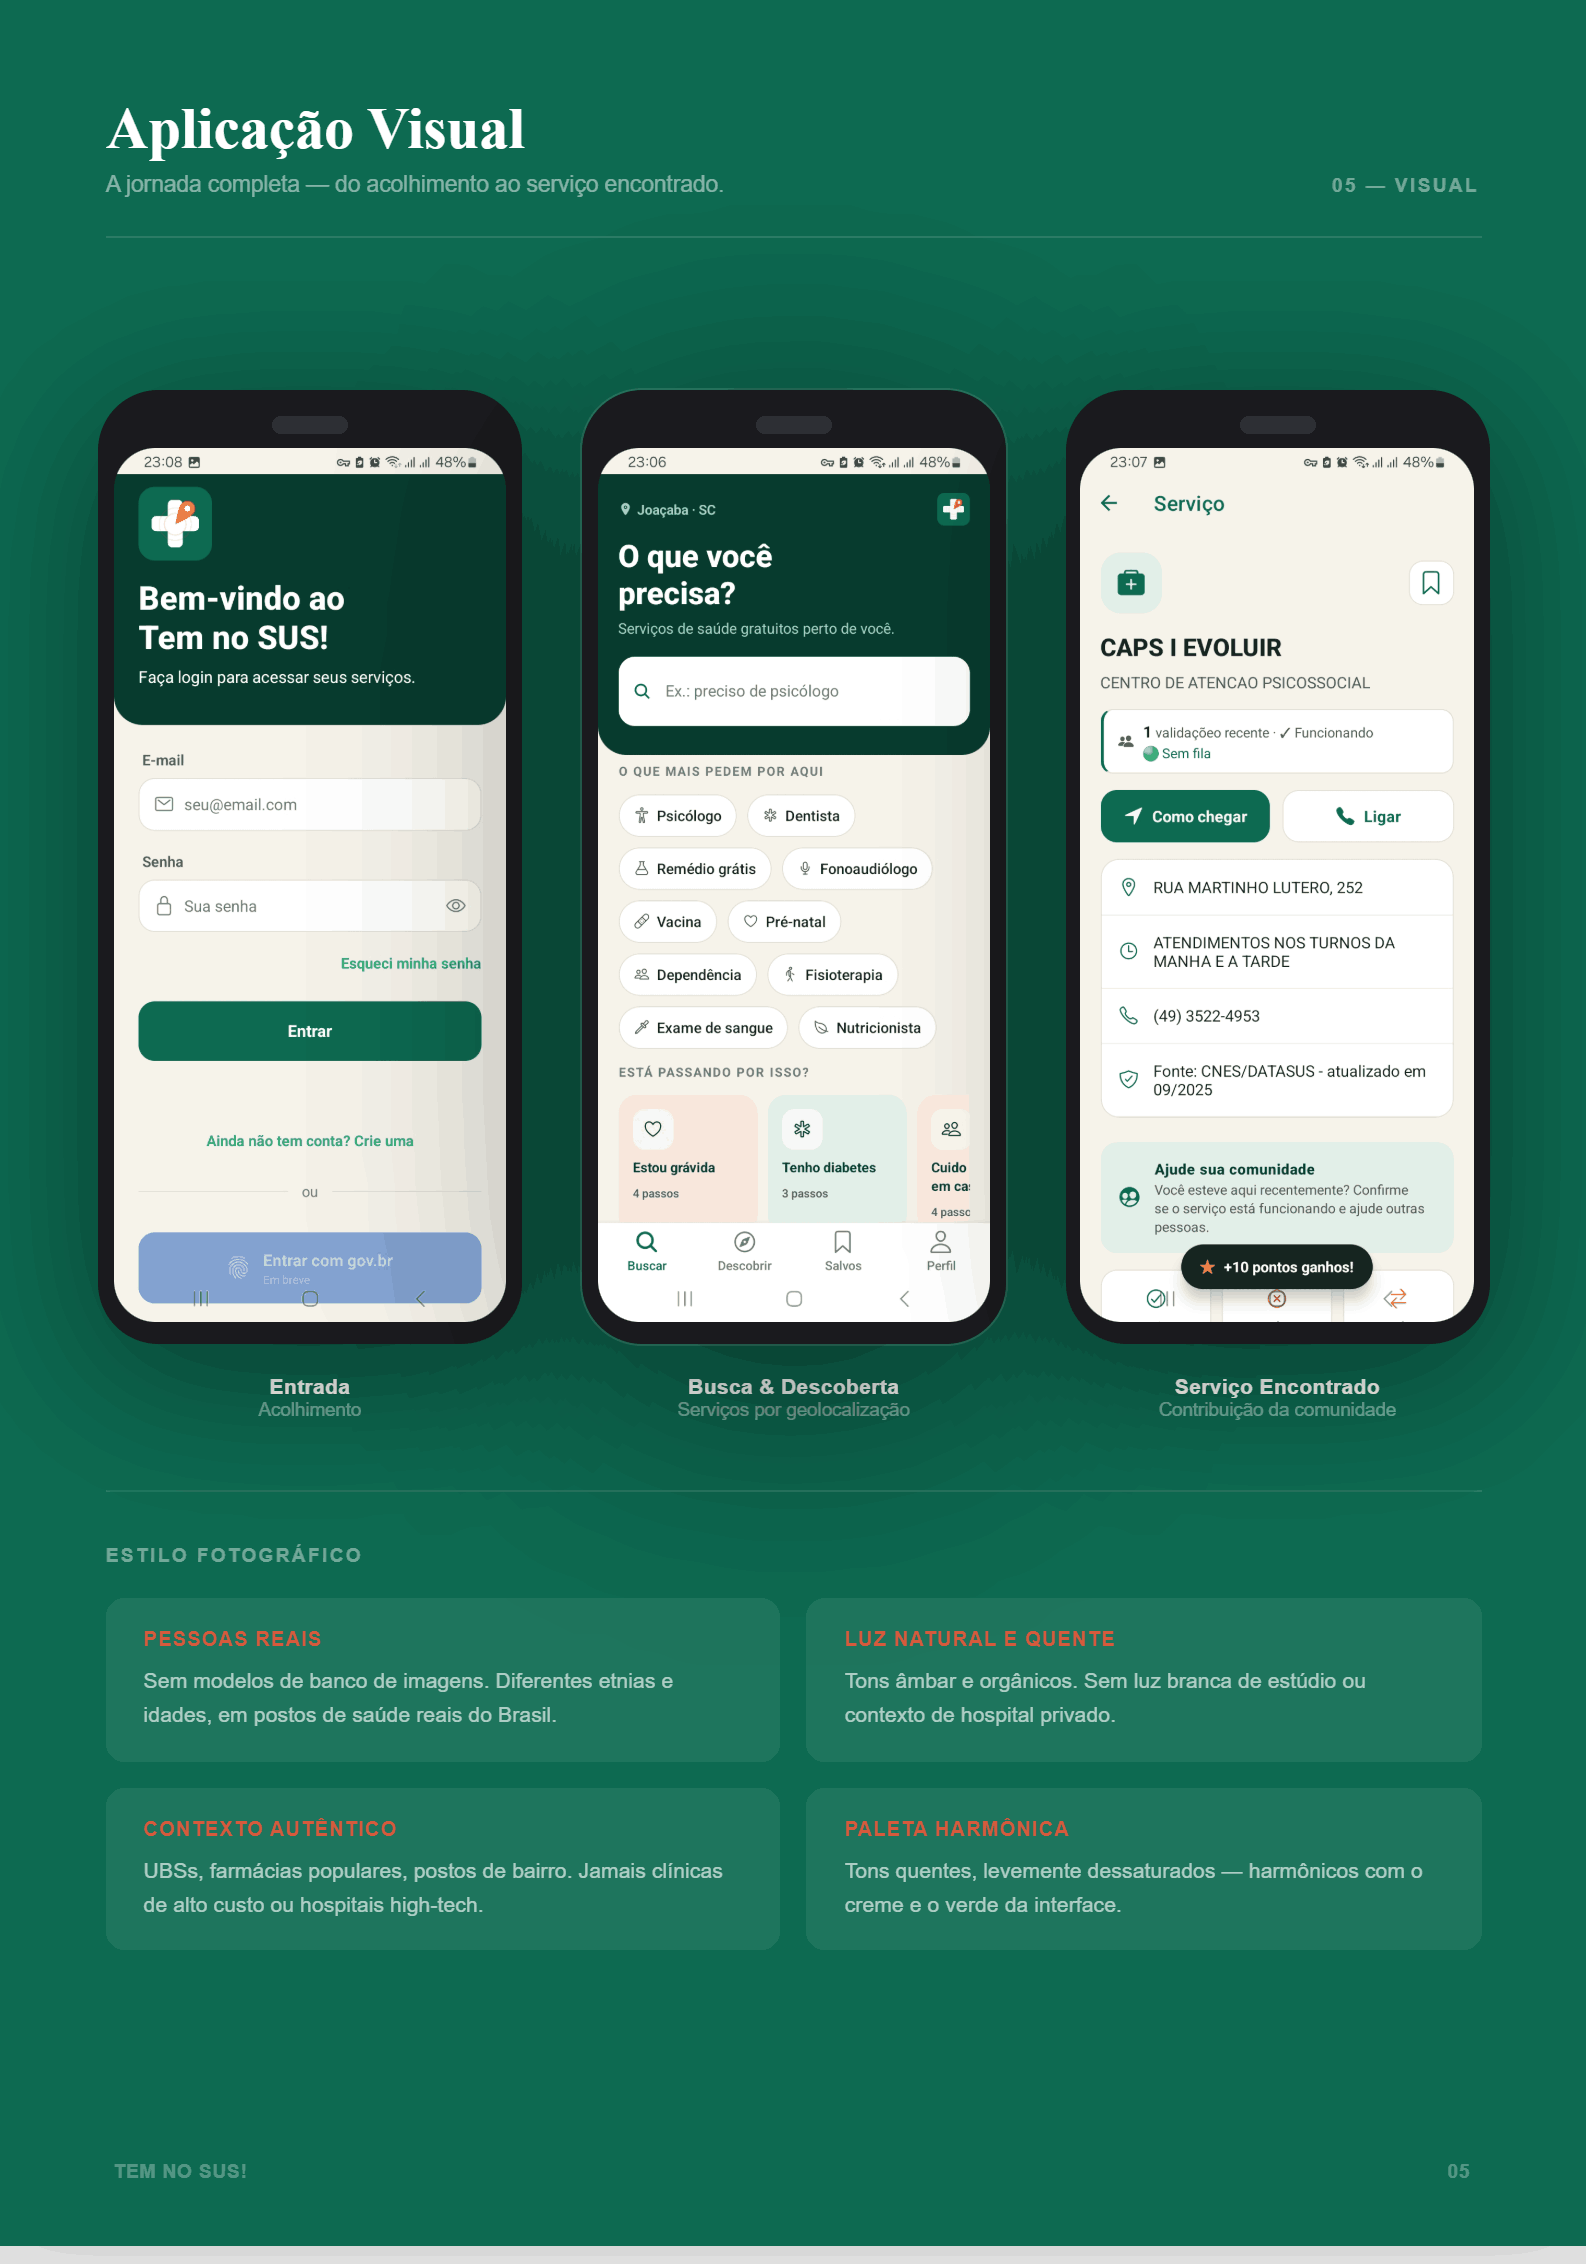 Aplicação Visual
A jornada completa — do acolhimento ao serviço encontrado.
05 — VISUAL
23:08
48%
Bem-vindo ao
Tem no SUS!
Faça login para acessar seus serviços.
E-mail
seu@email.com
Senha
Sua senha
Esqueci minha senha
Entrar
Ainda não tem conta? Crie uma
ou
Entrar com gov.br
Em breve
Entrada
Acolhimento
23:06
48%
Joaçaba · SC
O que você
precisa?
Serviços de saúde gratuitos perto de você.
Ex.: preciso de psicólogo
O QUE MAIS PEDEM POR AQUI
Psicólogo
Dentista
Remédio grátis
Fonoaudiólogo
Vacina
Pré-natal
Dependência
Fisioterapia
Exame de sangue
Nutricionista
ESTÁ PASSANDO POR ISSO?
Estou grávida
4 passos
Tenho diabetes
3 passos
Cuido
em cas
4 passo
Buscar
Descobrir
Salvos
Perfil
Busca & Descoberta
Serviços por geolocalização
23:07
48%
Serviço
CAPS I EVOLUIR
CENTRO DE ATENCAO PSICOSSOCIAL
1 validaçõeo recente · ✓ Funcionando
Sem fila
Como chegar
Ligar
RUA MARTINHO LUTERO, 252
ATENDIMENTOS NOS TURNOS DA
MANHA E A TARDE
(49) 3522-4953
Fonte: CNES/DATASUS - atualizado em
09/2025
Ajude sua comunidade
Você esteve aqui recentemente? Confirme
se o serviço está funcionando e ajude outras
pessoas.
+10 pontos ganhos!
Serviço Encontrado
Contribuição da comunidade
ESTILO FOTOGRÁFICO
PESSOAS REAIS
Sem modelos de banco de imagens. Diferentes etnias e
idades, em postos de saúde reais do Brasil.
LUZ NATURAL E QUENTE
Tons âmbar e orgânicos. Sem luz branca de estúdio ou
contexto de hospital privado.
CONTEXTO AUTÊNTICO
UBSs, farmácias populares, postos de bairro. Jamais clínicas
de alto custo ou hospitais high-tech.
PALETA HARMÔNICA
Tons quentes, levemente dessaturados — harmônicos com o
creme e o verde da interface.
TEM NO SUS!
05